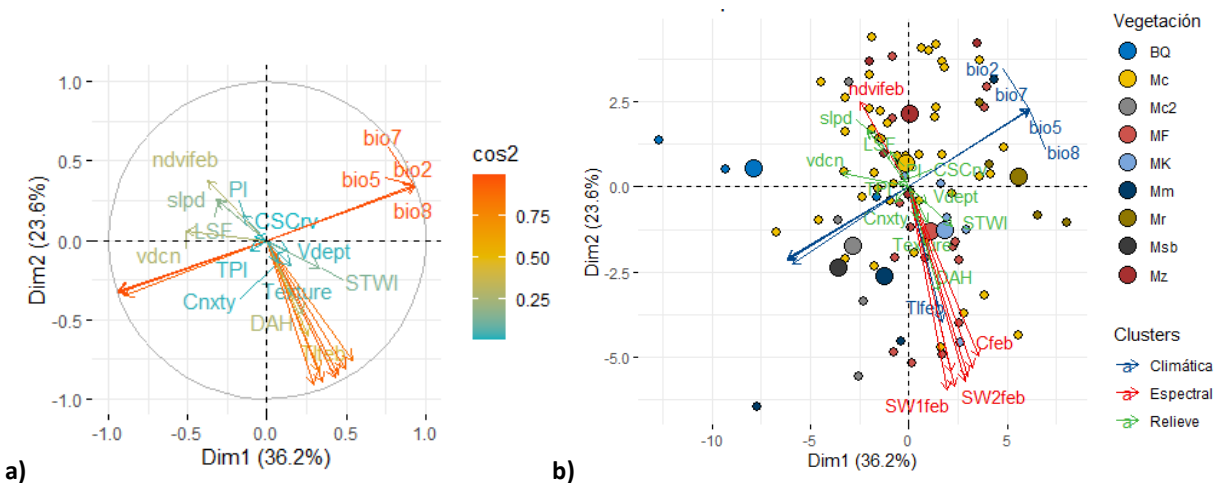 1.0
0.5
0.0
-0.5
-1.0
-1.0
-0.5
0.0
0.5
1.0
Dim2 (23.6%)
Dim1 (36.2%)
bio7
bio2
bio5
bio8
ndvifeb
PI
slpd
LSF
CSCrv
vdcn
Vdept
TPI
STWI
Cnxty
Texture
DAH
TIfeb
cos2
0.75
0.50
0.25
a)
2.5
0.0
-2.5
-5.0
-10
-5
0
5
Dim2 (23.6%)
Dim1 (36.2%)
bio2
bio7
bio5
bio8
ndvifeb
slpd
LSF
vdcn
Cnxty
Vdept
STWI
Texture
DAH
TIfeb
Cfeb
SW1feb
SW2feb
b)
Vegetación
BQ
Mc
Mc2
MF
MK
Mm
Mr
Msb
Mz
Clusters
a Climática
a Espectral
a Relieve